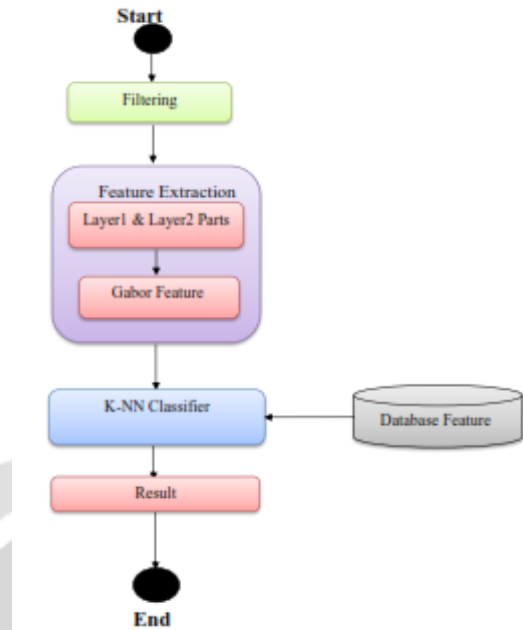 Start
Filtering
Feature Extraction
Layer1 & Layer2 Parts
Gabor Feature
K-NN Classifier
Database Feature
Result
End